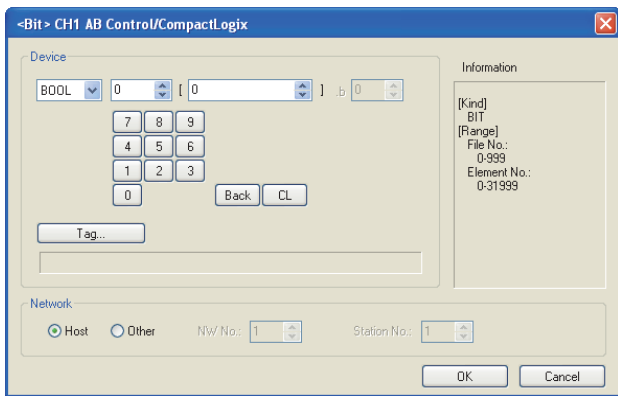 <Bit> CH1 AB Control/CompactLogix
Device
BOOL 0 [ 0 ] .b 0
7 8 9
4 5 6
1 2 3
0 Back CL
Tag...
Information
[Kind]
BIT
[Range]
File No.:
0-999
Element No.:
0-31999
Network
Host Other NW No.: 1 Station No.: 1
OK Cancel